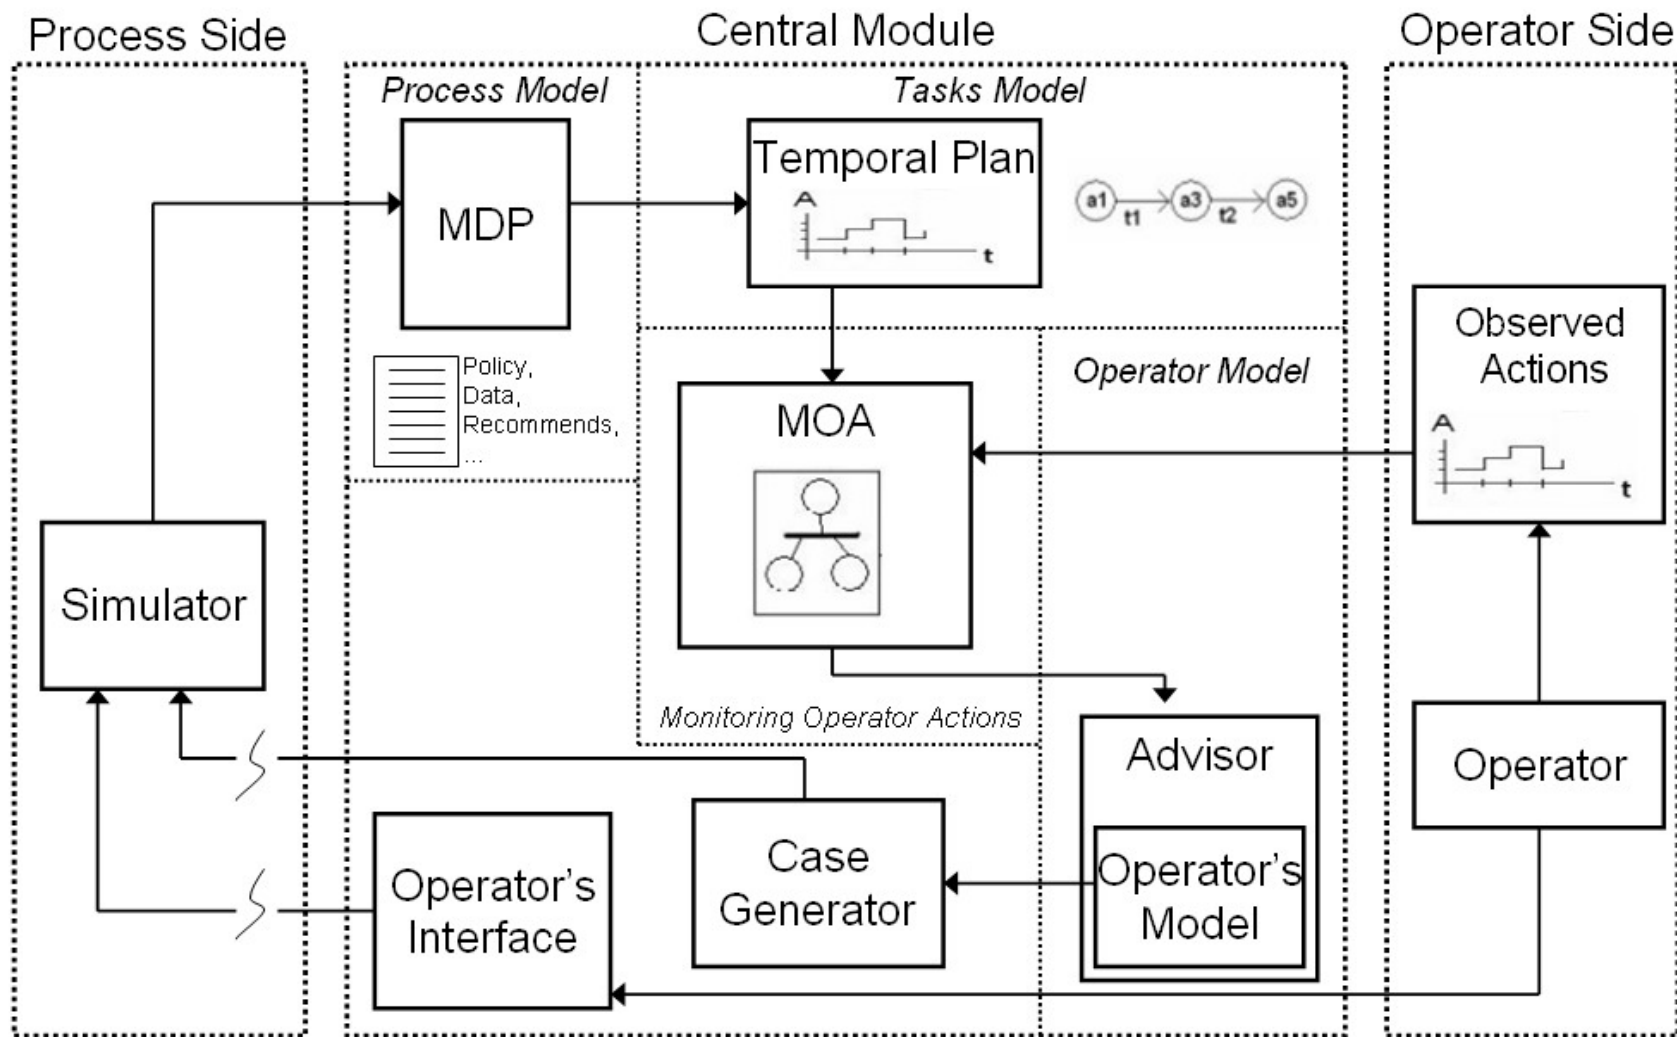 Process Side
Central Module
Operator Side
Process Model
Tasks Model
MDP
Temporal Plan
A
t
a1
t1
a3
t2
a5
Policy,
Data,
Recommends,
...
MOA
Operator Model
Observed
Actions
A
t
Simulator
Monitoring Operator Actions
Advisor
Operator's
Model
Operator
Case
Generator
Operator's
Interface